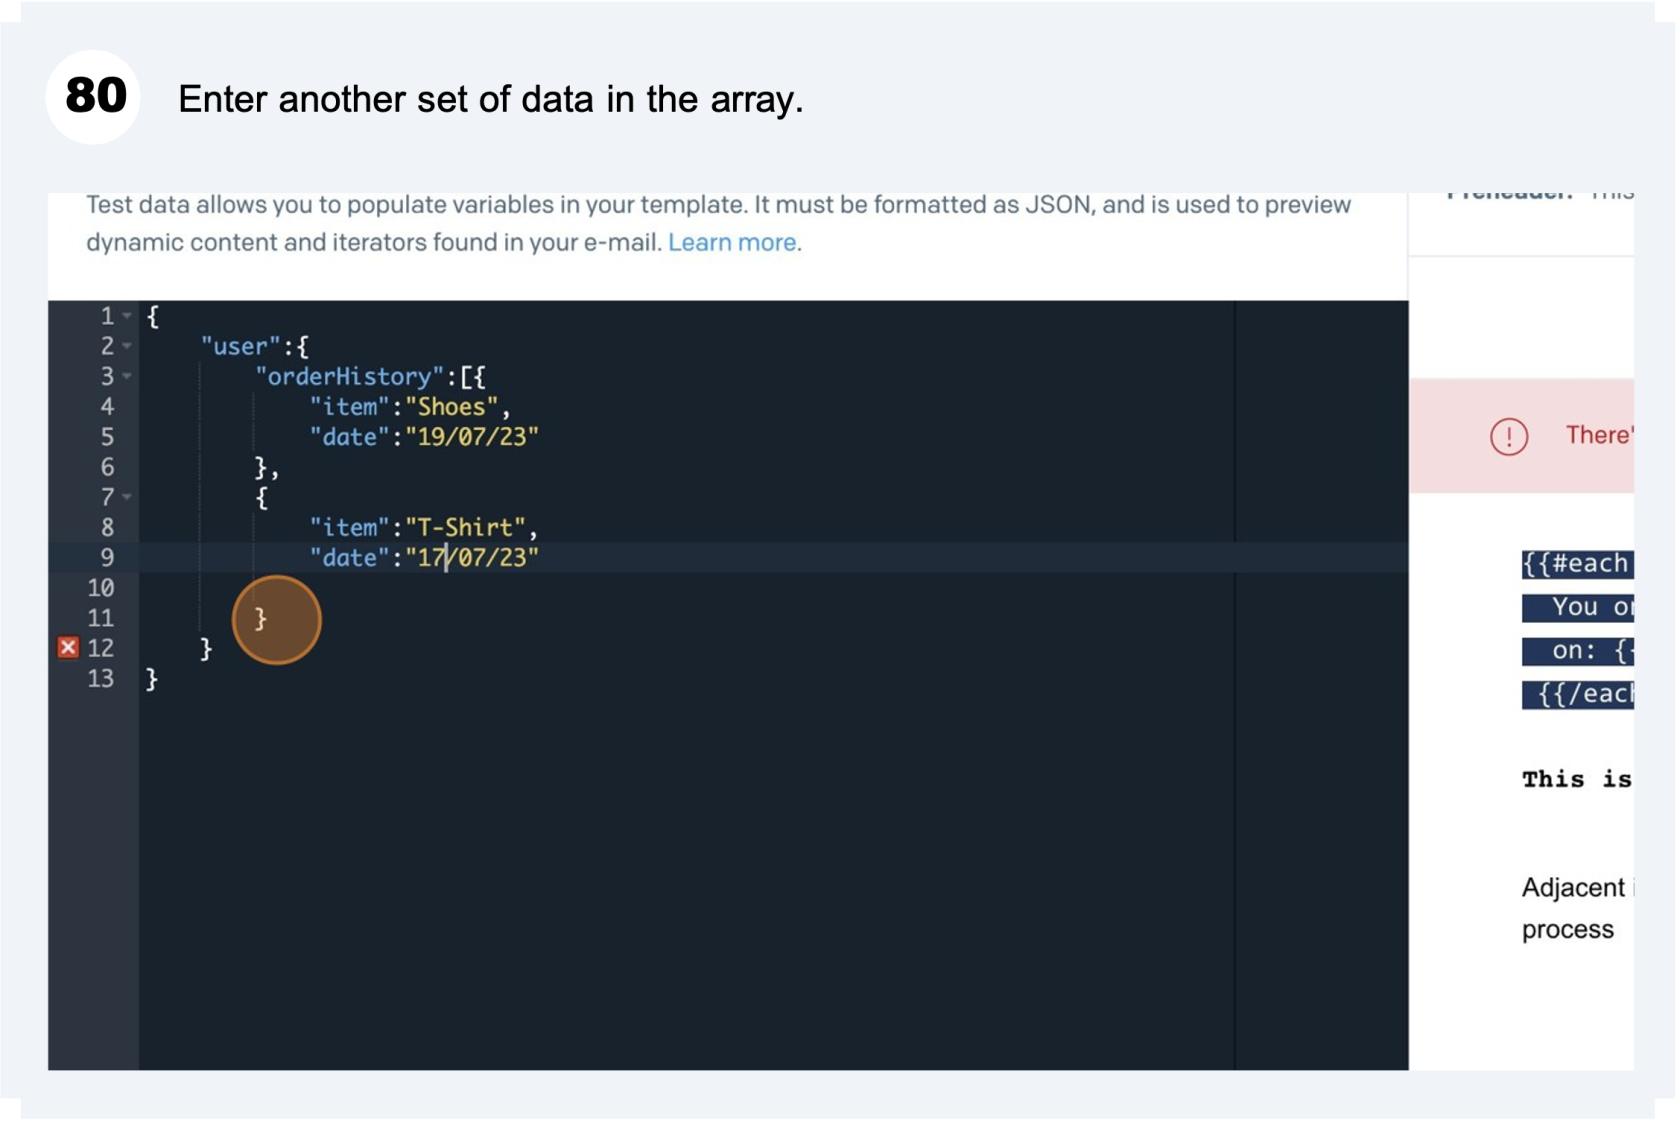 80 Enter another set of data in the array.
Test data allows you to populate variables in your template. It must be formatted as JSON, and is used to preview
dynamic content and iterators found in your e-mail. Learn more.
1 {
2 "user":{
3 "orderHistory":[{
4 "item":"Shoes",
5 "date":"19/07/23"
6 },
7 {
8 "item":"T-Shirt",
9 "date":"17/07/23"
10
11 }
12 }
13 }
Preheader: This
There'
{{#each
You or
on: {{
{{/each
This is
Adjacent
process